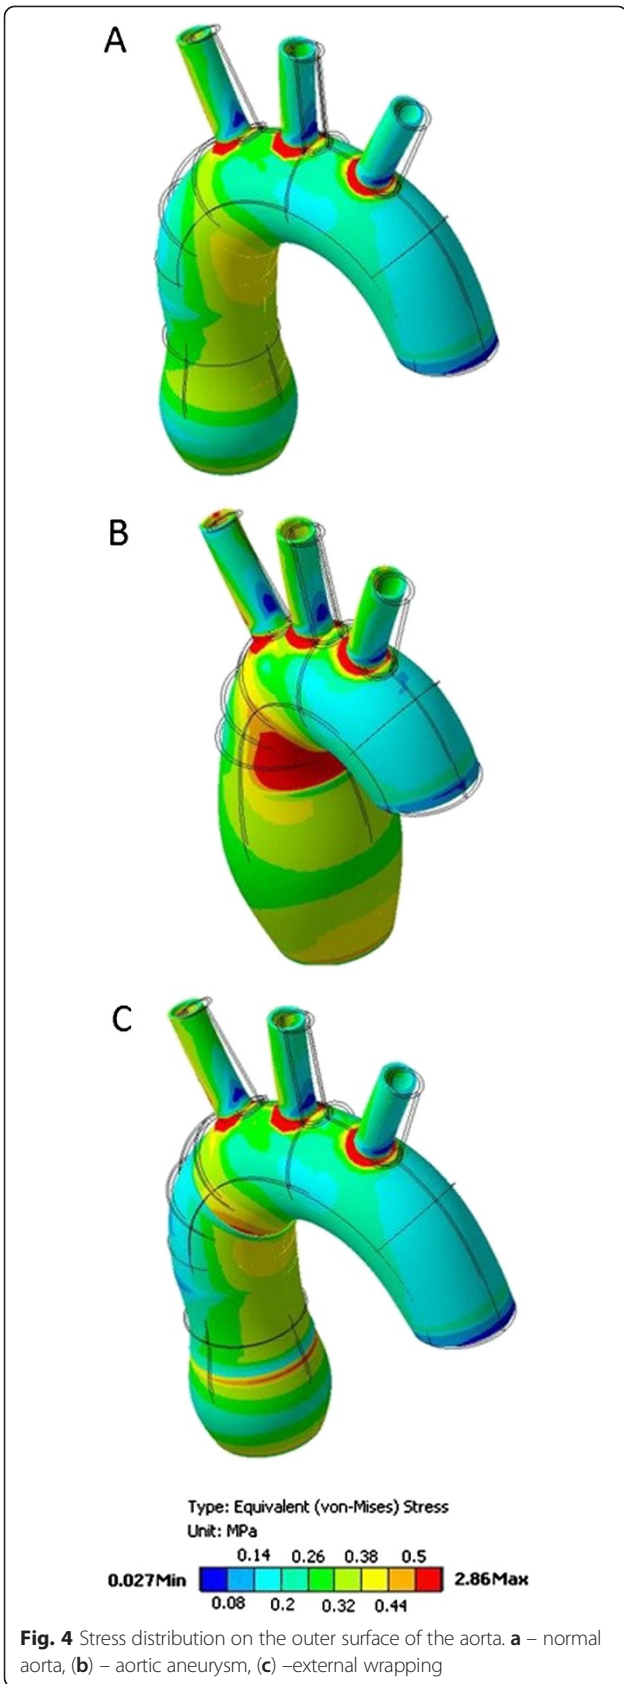 A
B
C
Type: Equivalent (von-Mises) Stress
Unit: MPa
0.14 0.26 0.38 0.5
0.027Min 2.86Max
0.08 0.2 0.32 0.44
Fig. 4 Stress distribution on the outer surface of the aorta. a – normal
aorta, (b) – aortic aneurysm, (c) –external wrapping